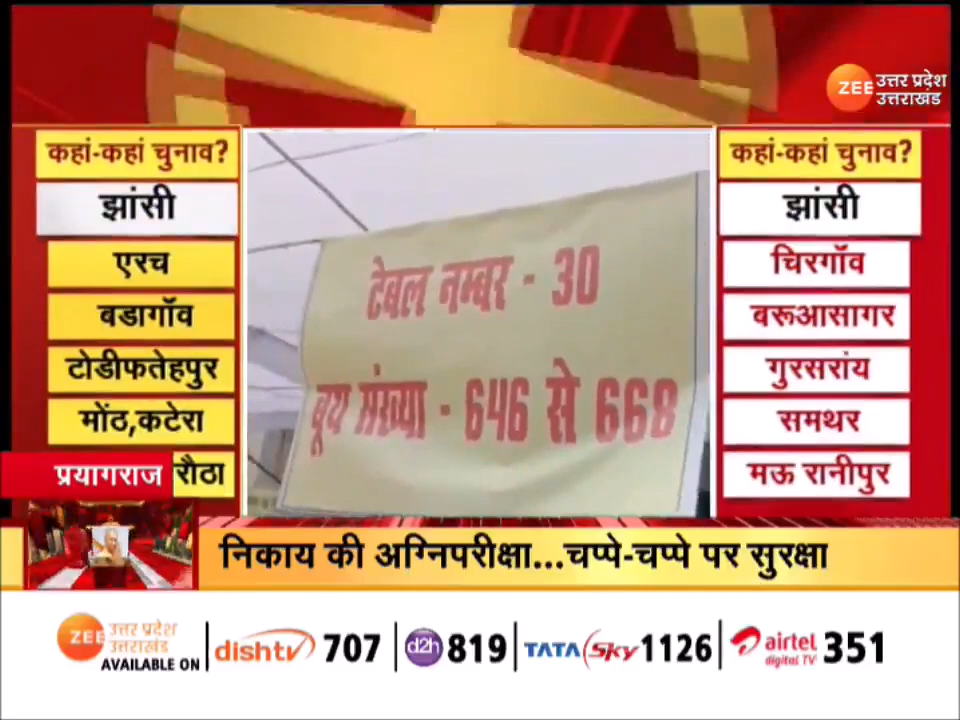 ZEE उत्तर प्रदेश
उत्तराखंड
कहां-कहां चुनाव?
झांसी
एरच
बडागॉव
टोडीफतेहपुर
मोंठ,कटेरा
रौठा
टेबल नम्बर - 30
बूथ संख्या - 646 से 668
कहां-कहां चुनाव?
झांसी
चिरगॉव
बरूआसागर
गुरसरांय
समथर
मऊ रानीपुर
प्रयागराज
निकाय की अग्निपरीक्षा...चप्पे-चप्पे पर सुरक्षा
ZEE उत्तर प्रदेश
उत्तराखंड
AVAILABLE ON
dishtv 707
d2h 819
TATA Sky 1126
airtel digital TV 351